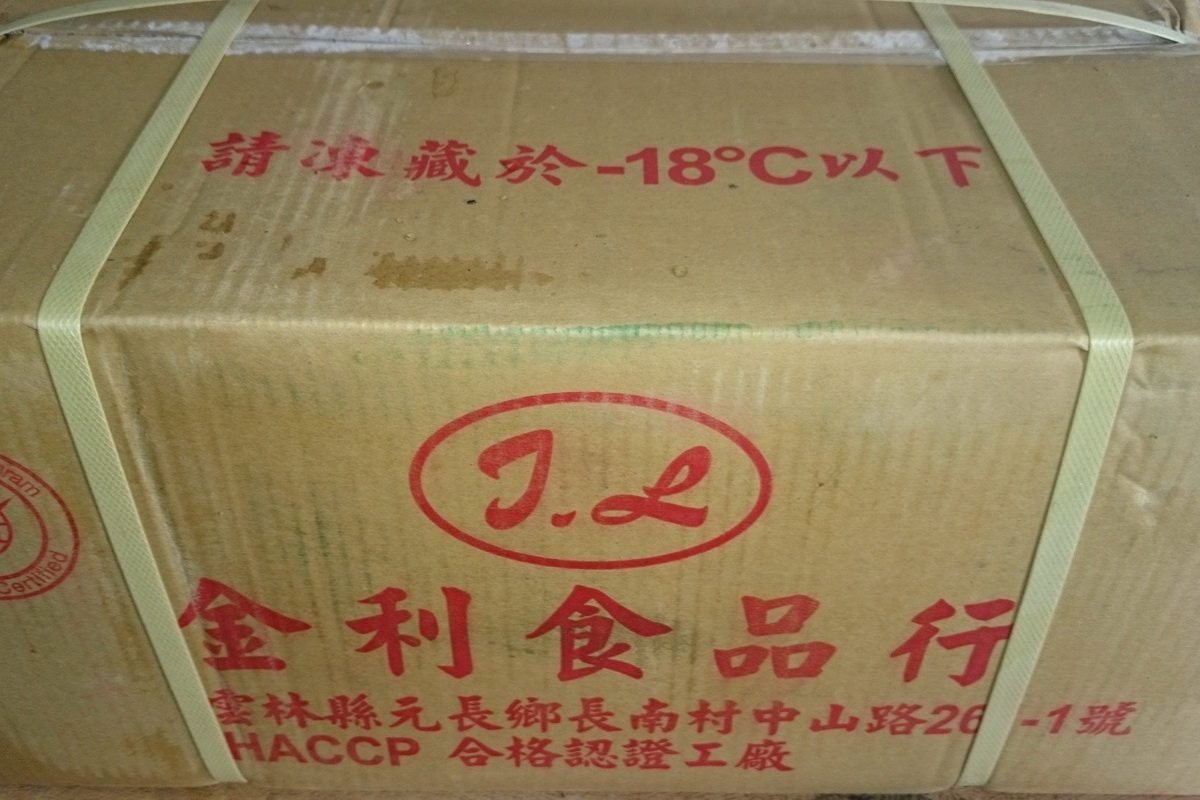 請凍藏於-18°C以下
J.L
金利食品行
雲林縣元長鄉長南村中山路26 -1號
HACCP 合格認證工廠
Certified